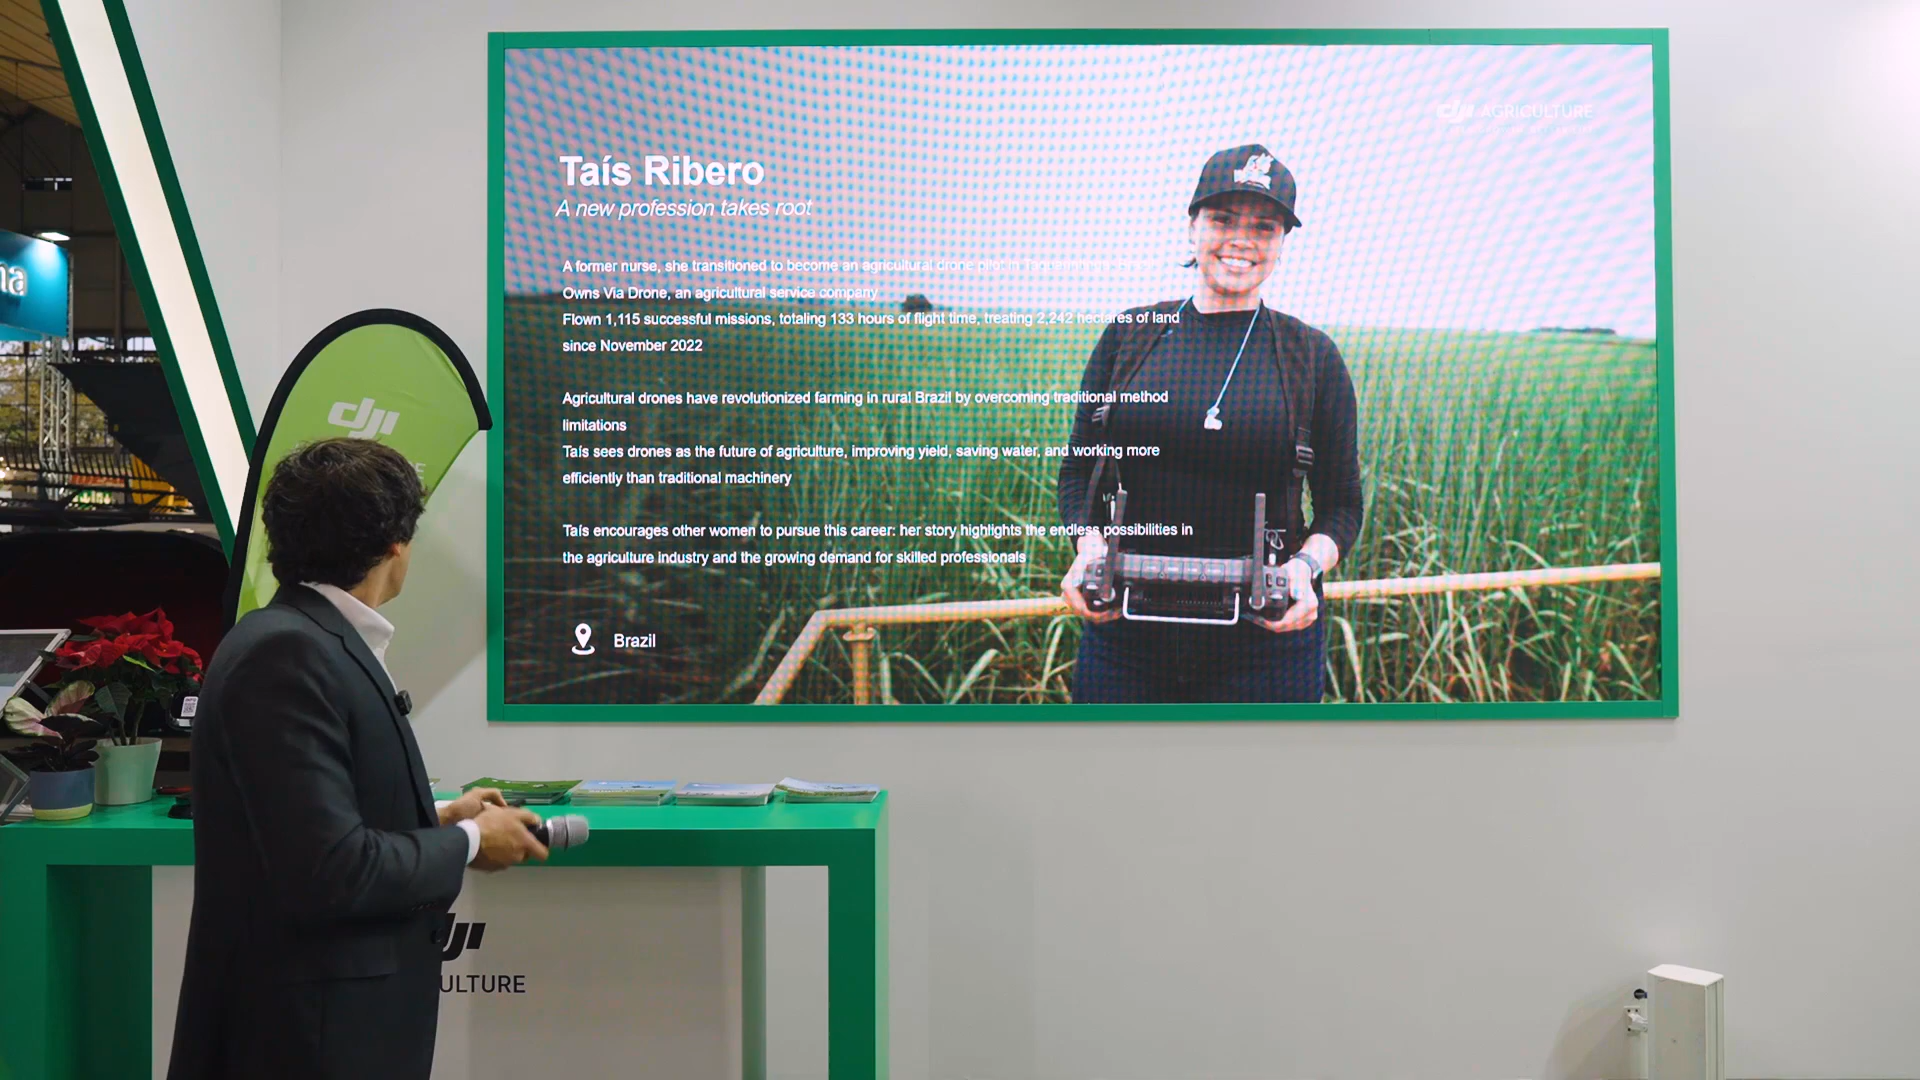 dji AGRICULTURE
Taís Ribero
A new profession takes root
A former nurse, she transitioned to become an agricultural drone pilot in
Owns Via Drone, an agricultural service company
Flown 1,115 successful missions, totaling 133 hours of flight time, treating 2,242 hectares of land
since November 2022
Agricultural drones have revolutionized farming in rural Brazil by overcoming traditional method
limitations
Taís sees drones as the future of agriculture, improving yield, saving water, and working more
efficiently than traditional machinery
Taís encourages other women to pursue this career: her story highlights the endless possibilities in
the agriculture industry and the growing demand for skilled professionals
Brazil
na
dji
E
dji
ULTURE